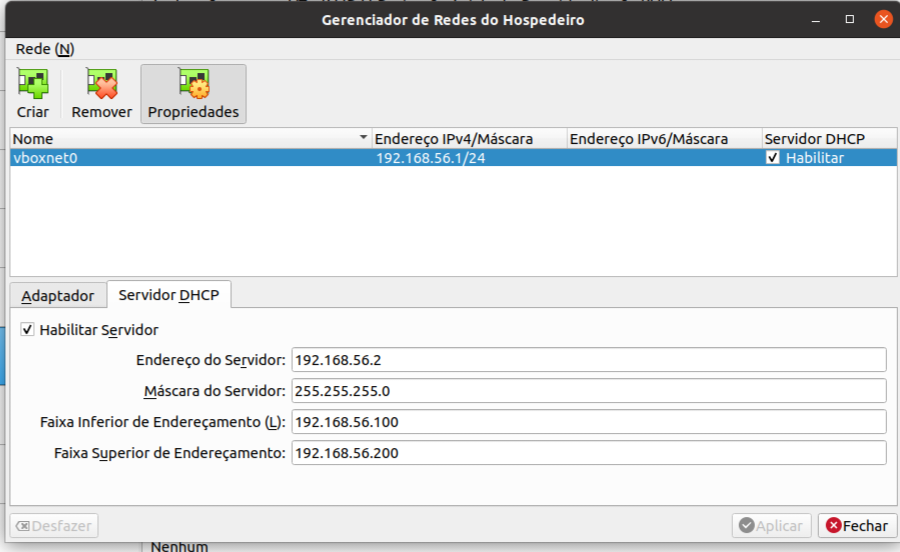 Gerenciador de Redes do Hospedeiro
Rede (N)
Criar Remover Propriedades
Nome Endereço IPv4/Máscara Endereço IPv6/Máscara Servidor DHCP
vboxnet0 192.168.56.1/24 Habilitar
Adaptador Servidor DHCP
Habilitar Servidor
Endereço do Servidor: 192.168.56.2
Máscara do Servidor: 255.255.255.0
Faixa Inferior de Endereçamento (L): 192.168.56.100
Faixa Superior de Endereçamento: 192.168.56.200
Desfazer Aplicar Fechar
Nenhum